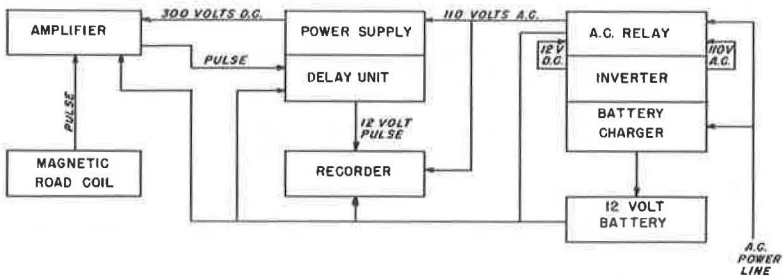 300 VOLTS D.C.
110 VOLTS A.C.
AMPLIFIER
POWER SUPPLY
A.C. RELAY
PULSE
DELAY UNIT
12 V
D.C.
INVERTER
110V
A.C.
PULSE
12 VOLT
PULSE
BATTERY
CHARGER
MAGNETIC
ROAD COIL
RECORDER
12 VOLT
BATTERY
A.C.
POWER
LINE